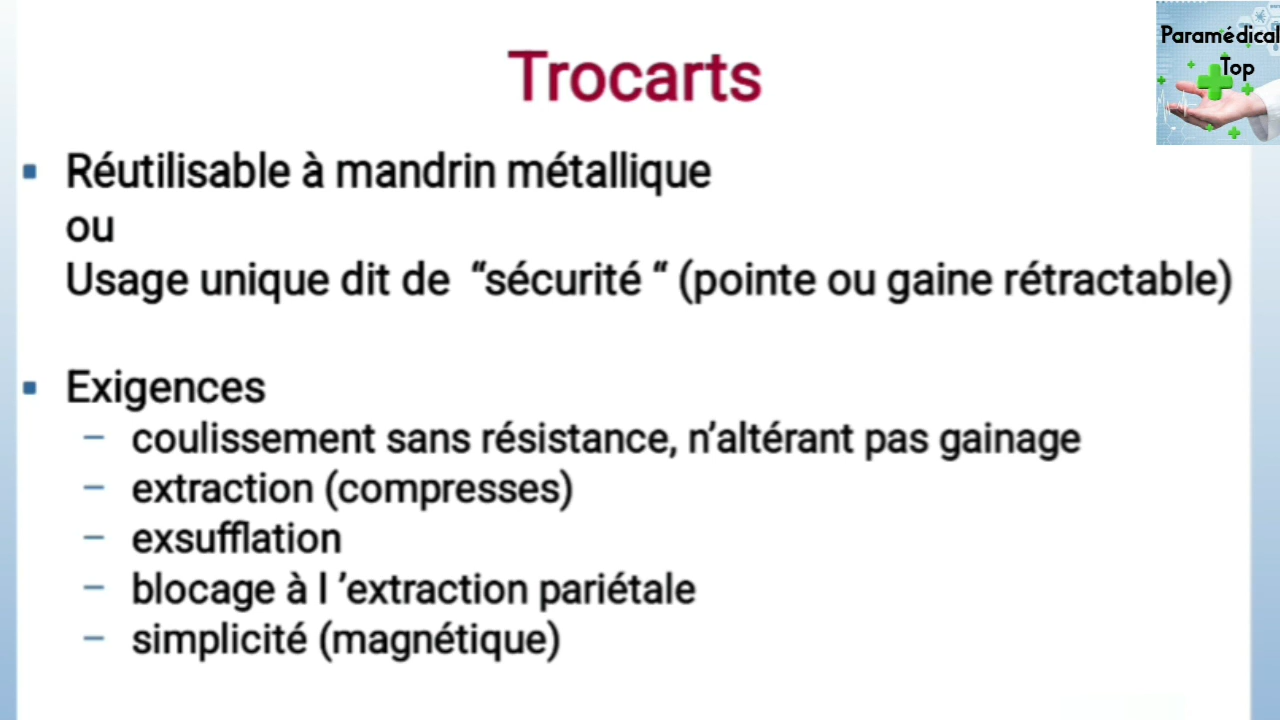 Paramédical
Top
Trocarts
▪ Réutilisable à mandrin métallique
ou
Usage unique dit de “sécurité “ (pointe ou gaine rétractable)
▪ Exigences
– coulissement sans résistance, n’altérant pas gainage
– extraction (compresses)
– exsufflation
– blocage à l ’extraction pariétale
– simplicité (magnétique)